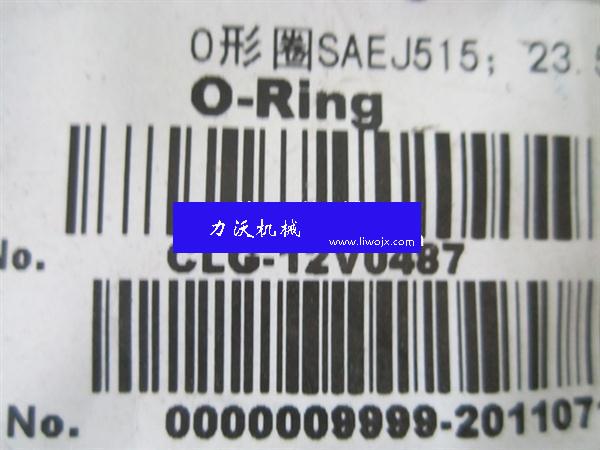 O形圈SAEJ515; 23.5
O-Ring
力沃机械
www.liwojx.com
No. CLG-12V0487
No. 0000009999-2011071